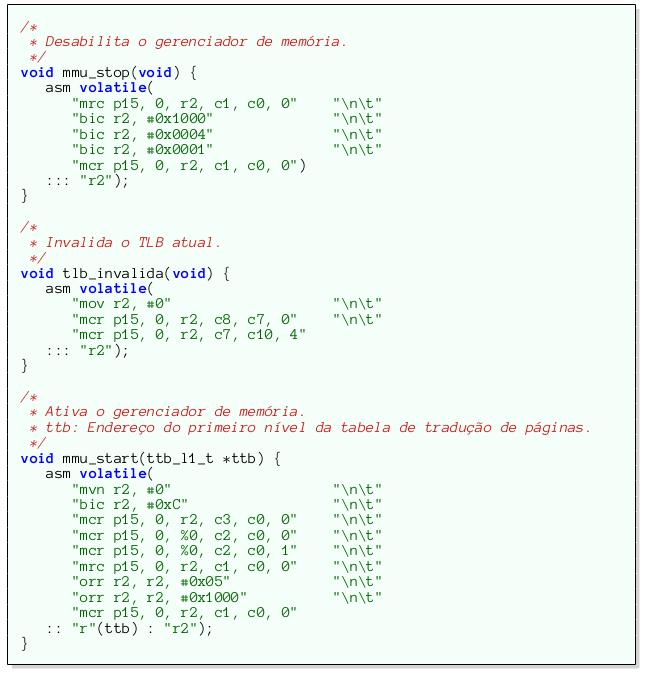 /*
 * Desabilita o gerenciador de memória.
 */
void mmu_stop(void) {
   asm volatile(
      "mrc p15, 0, r2, c1, c0, 0"    "\n\t"
      "bic r2, #0x1000"              "\n\t"
      "bic r2, #0x0004"              "\n\t"
      "bic r2, #0x0001"              "\n\t"
      "mcr p15, 0, r2, c1, c0, 0")
   ::: "r2");
}

/*
 * Invalida o TLB atual.
 */
void tlb_invalida(void) {
   asm volatile(
      "mov r2, #0"                   "\n\t"
      "mcr p15, 0, r2, c8, c7, 0"    "\n\t"
      "mcr p15, 0, r2, c7, c10, 4"
   ::: "r2");
}

/*
 * Ativa o gerenciador de memória.
 * ttb: Endereço do primeiro nível da tabela de tradução de páginas.
 */
void mmu_start(ttb_l1_t *ttb) {
   asm volatile(
      "mvn r2, #0"                   "\n\t"
      "bic r2, #0xC"                 "\n\t"
      "mcr p15, 0, r2, c3, c0, 0"    "\n\t"
      "mcr p15, 0, %0, c2, c0, 0"    "\n\t"
      "mcr p15, 0, %0, c2, c0, 1"    "\n\t"
      "mrc p15, 0, r2, c1, c0, 0"    "\n\t"
      "orr r2, r2, #0x05"            "\n\t"
      "orr r2, r2, #0x1000"          "\n\t"
      "mcr p15, 0, r2, c1, c0, 0"
   :: "r"(ttb) : "r2");
}